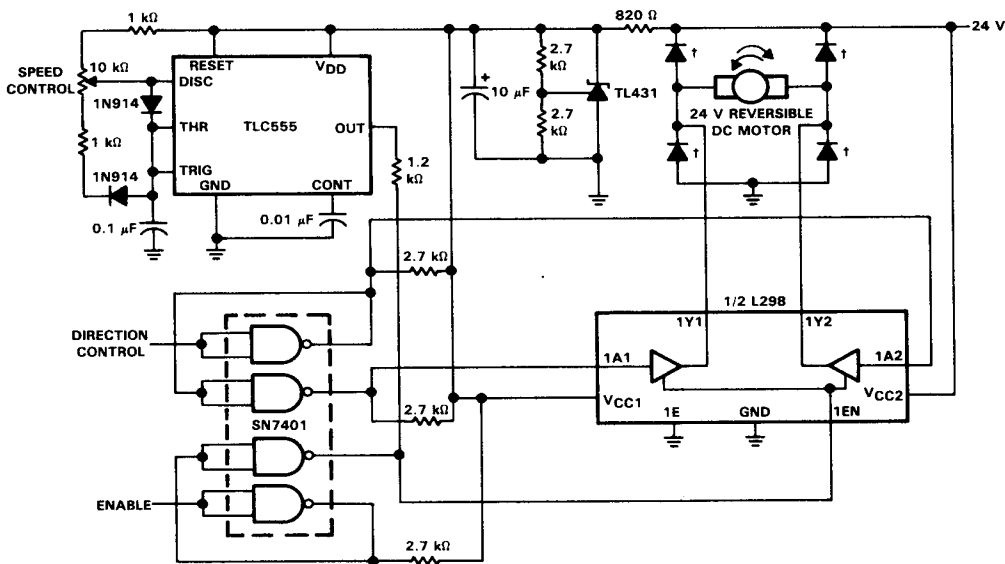 1 kΩ
820 Ω
24 V
SPEED
CONTROL
10 kΩ
RESET
VDD
DISC
1N914
THR
TLC555
OUT
1 kΩ
1N914
TRIG
GND
CONT
0.1 μF
0.01 μF
1.2
kΩ
+
10 μF
2.7
kΩ
2.7
kΩ
TL431
†
†
24 V REVERSIBLE
DC MOTOR
†
†
2.7 kΩ
1/2 L298
1Y1
1Y2
1A1
1A2
VCC1
VCC2
1E
GND
1EN
DIRECTION
CONTROL
2.7 kΩ
SN7401
ENABLE
2.7 kΩ